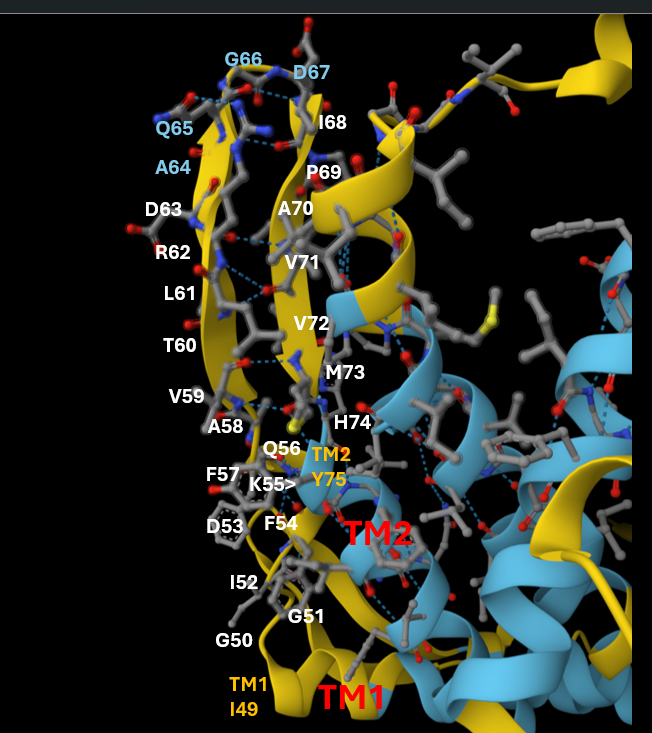 G66
D67
I68
Q65
A64
P69
D63
A70
R62
V71
L61
V72
T60
M73
V59
H74
A58
Q56
TM2
Y75
F57
K55>
D53
F54
TM2
I52
G51
G50
TM1
I49
TM1